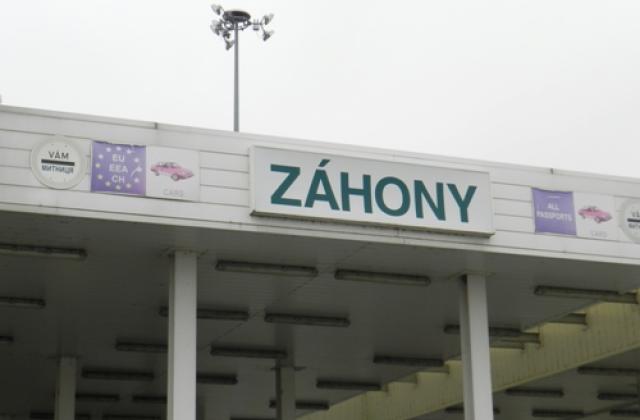 VÁM
МИТНИЦЯ
EU
EEA
CH
CARS
ZÁHONY
ALL
PASSPORTS
CARS